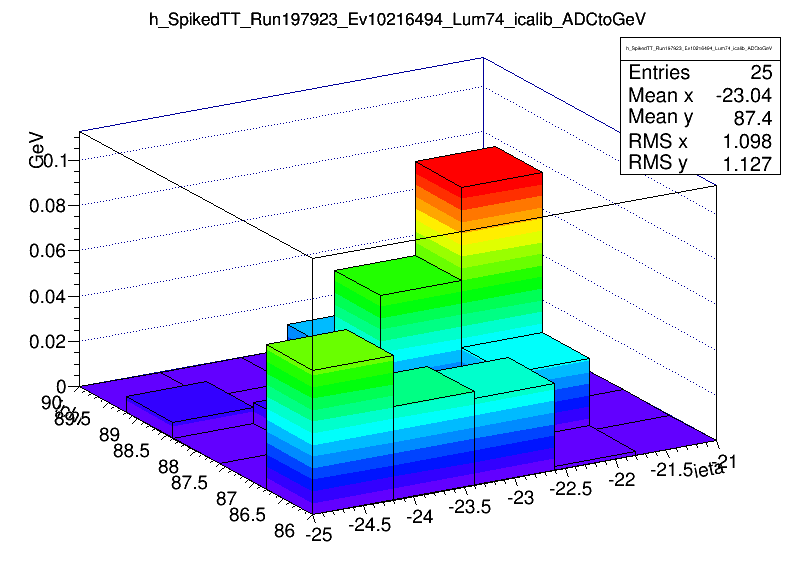 h_SpikedTT_Run197923_Ev10216494_Lum74_icalib_ADCtoGeV
h_SpikedTT_Run197923_Ev10216494_Lum74_icalib_ADCtoGeV
Entries 25
Mean x -23.04
Mean y 87.4
RMS x 1.098
RMS y 1.127
GeV
0.1
0.08
0.06
0.04
0.02
0
90
89.5
89
88.5
88
87.5
87
86.5
86
-25
-24.5
-24
-23.5
-23
-22.5
-22
-21.5
-21
ieta